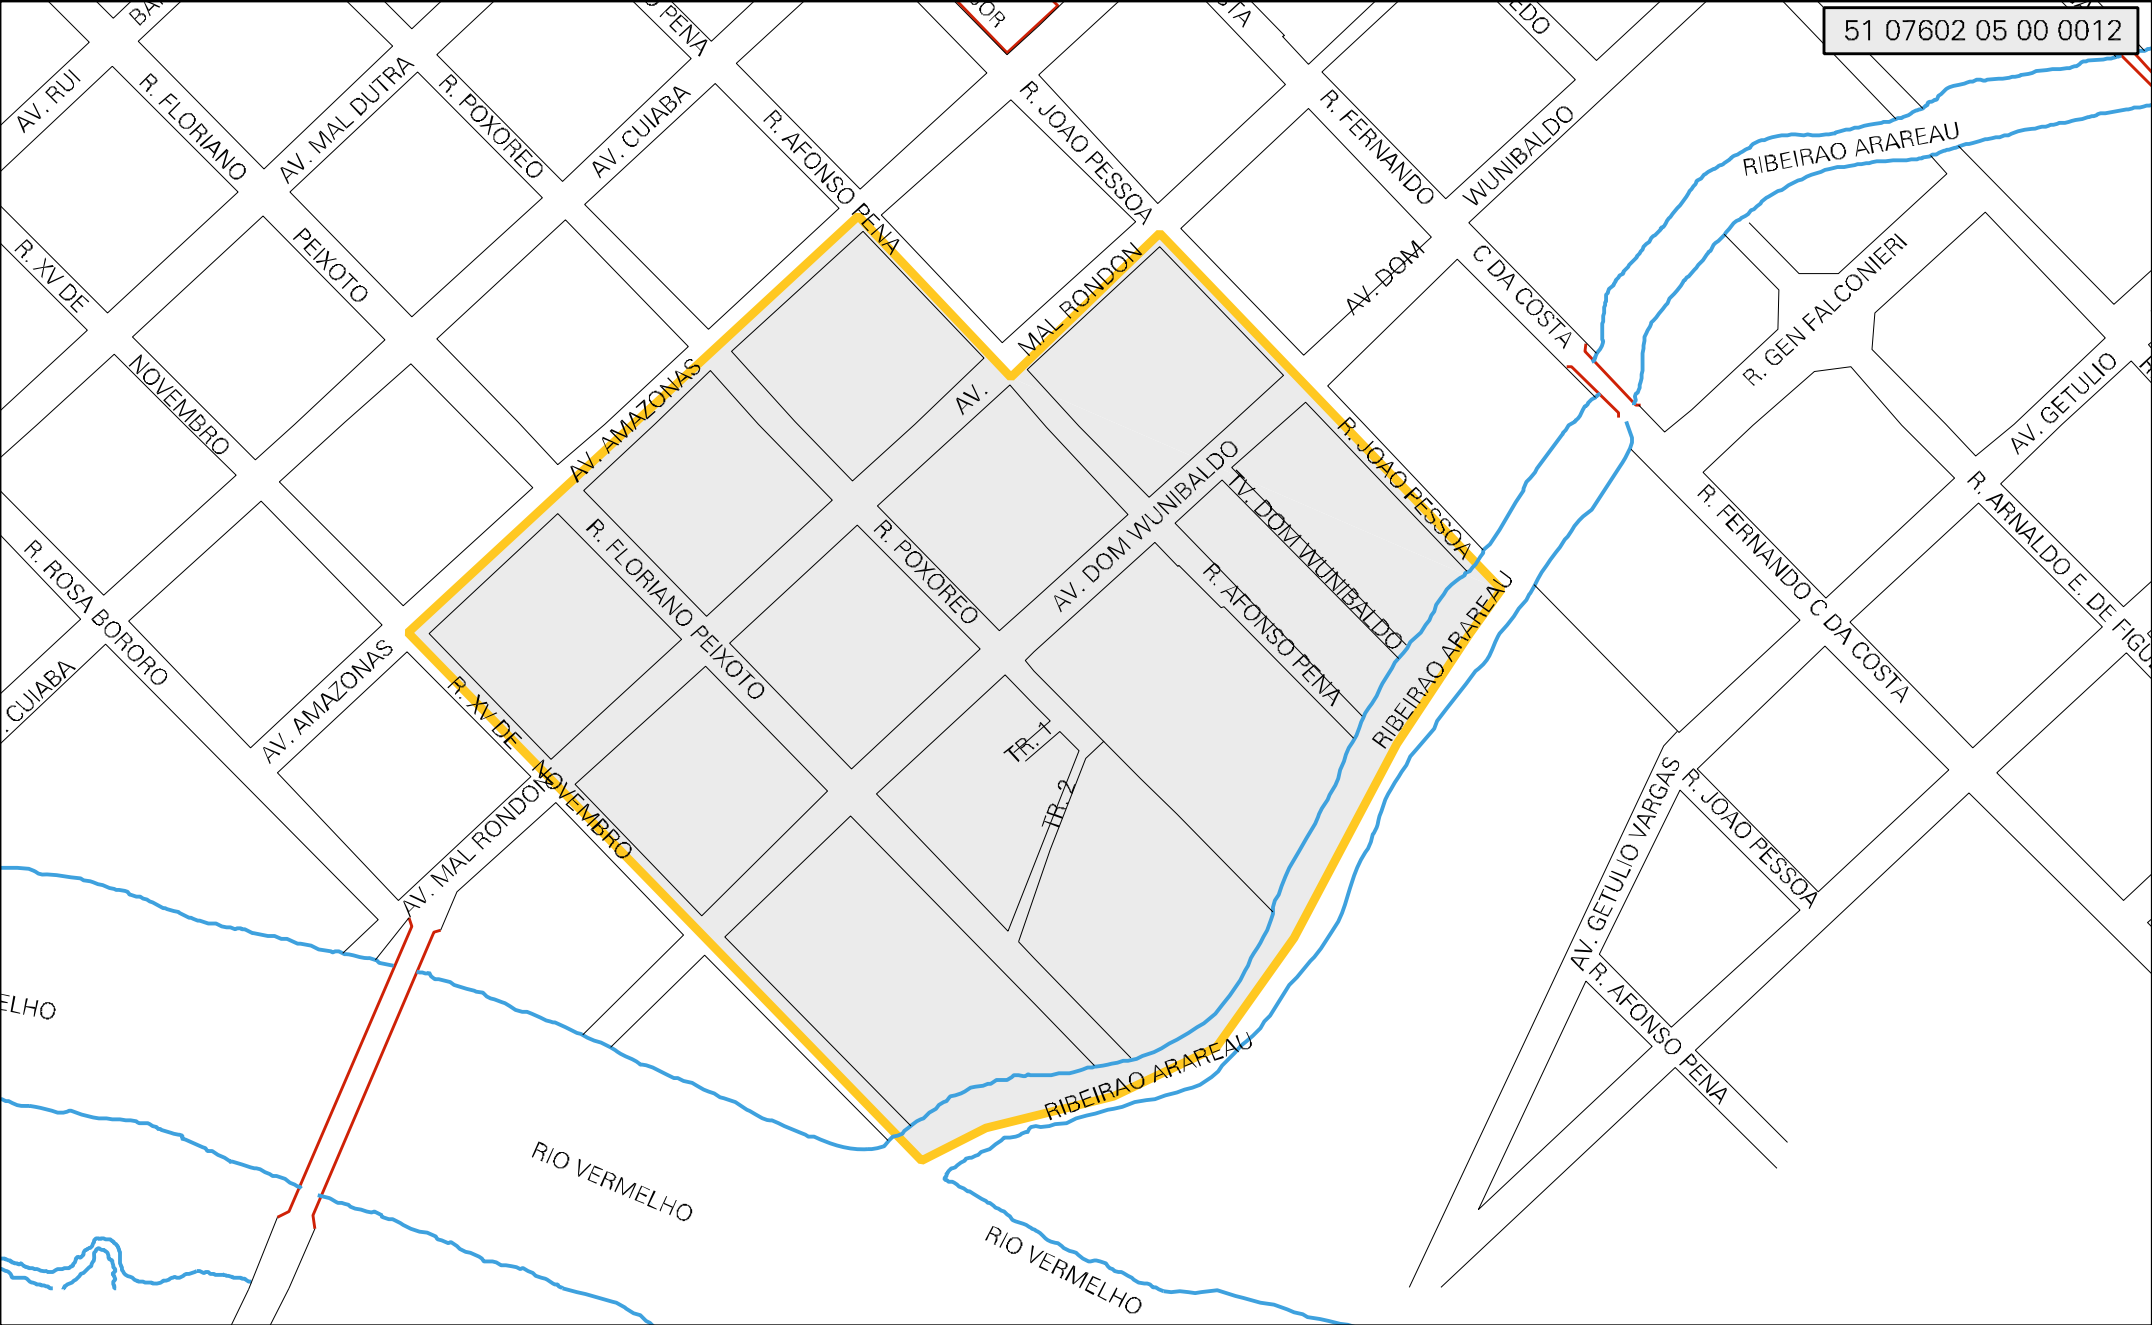 51 07602 05 00 0012
AV. RUI
R. FLORIANO
AV. MAL DUTRA
R. POXOREO
O PENA
AV. CUIABA
R. AFONSO PENA
R. JOAO PESSOA
R. FERNANDO
EDO
WUNIBALDO
RIBEIRAO ARAREAU
R. XV DE
PEIXOTO
MAL RONDON
AV. DOM
C DA COSTA
R. GEN FALCONIERI
NOVEMBRO
AV. AMAZONAS
AV.
R. JOAO PESSOA
AV. GETULIO
R. ROSA BORORO
R. FLORIANO PEIXOTO
R. POXOREO
AV. DOM WUNIBALDO
TV. DOM WUNIBALDO
R. AFONSO PENA
RIBEIRAO ARAREAU
R. FERNANDO C DA COSTA
R. ARNALDO E. DE FIGU
. CUIABA
AV. AMAZONAS
R. XV DE
NOVEMBRO
TR. 1
TR. 2
AV. MAL RONDON
AV. GETULIO VARGAS
R. JOAO PESSOA
R. AFONSO PENA
ELHO
RIBEIRAO ARAREAU
RIO VERMELHO
RIO VERMELHO